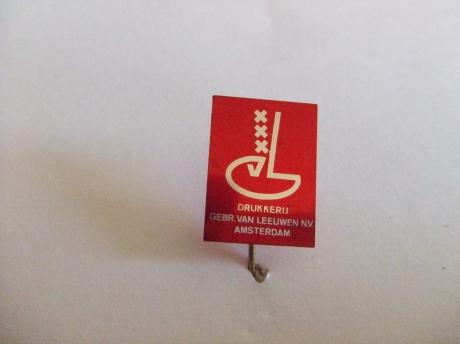 DRUKKERIJ
GEBR. VAN LEEUWEN N.V.
AMSTERDAM